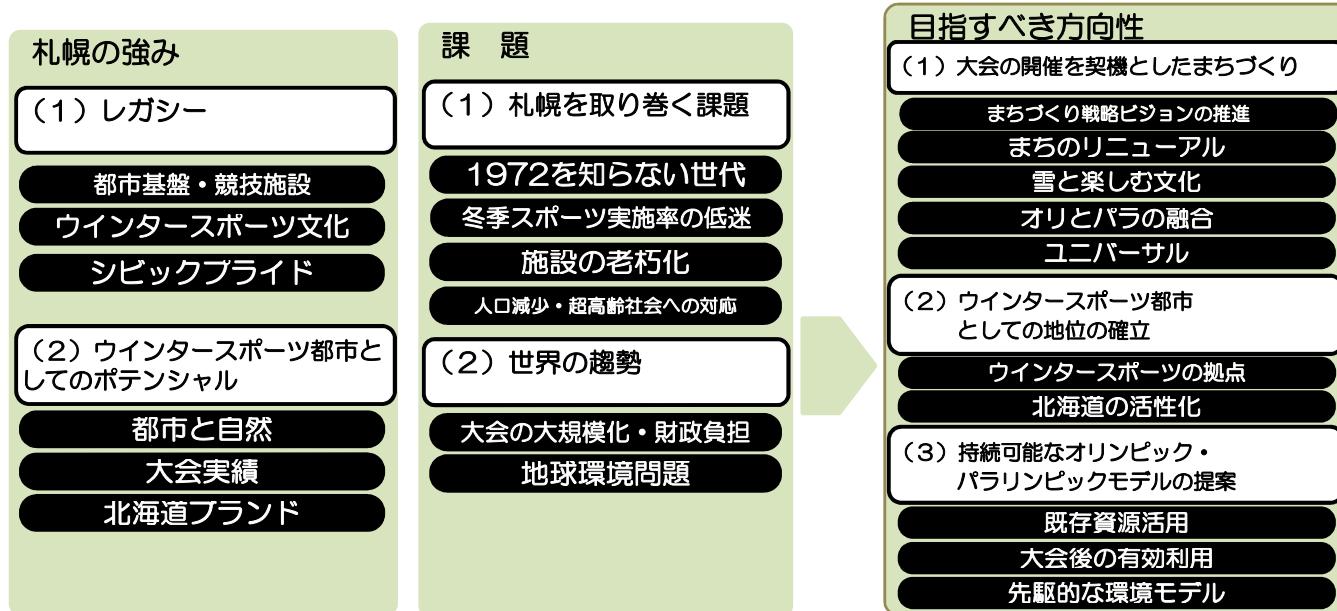 札幌の強み
（１）レガシー
都市基盤・競技施設
ウインタースポーツ文化
シビックプライド
（２）ウインタースポーツ都市と
してのポテンシャル
都市と自然
大会実績
北海道ブランド
課　題
（１）札幌を取り巻く課題
1972を知らない世代
冬季スポーツ実施率の低迷
施設の老朽化
人口減少・超高齢社会への対応
（２）世界の趨勢
大会の大規模化・財政負担
地球環境問題
目指すべき方向性
（１）大会の開催を契機としたまちづくり
まちづくり戦略ビジョンの推進
まちのリニューアル
雪と楽しむ文化
オリとパラの融合
ユニバーサル
（２）ウインタースポーツ都市
としての地位の確立
ウインタースポーツの拠点
北海道の活性化
（３）持続可能なオリンピック・
パラリンピックモデルの提案
既存資源活用
大会後の有効利用
先駆的な環境モデル